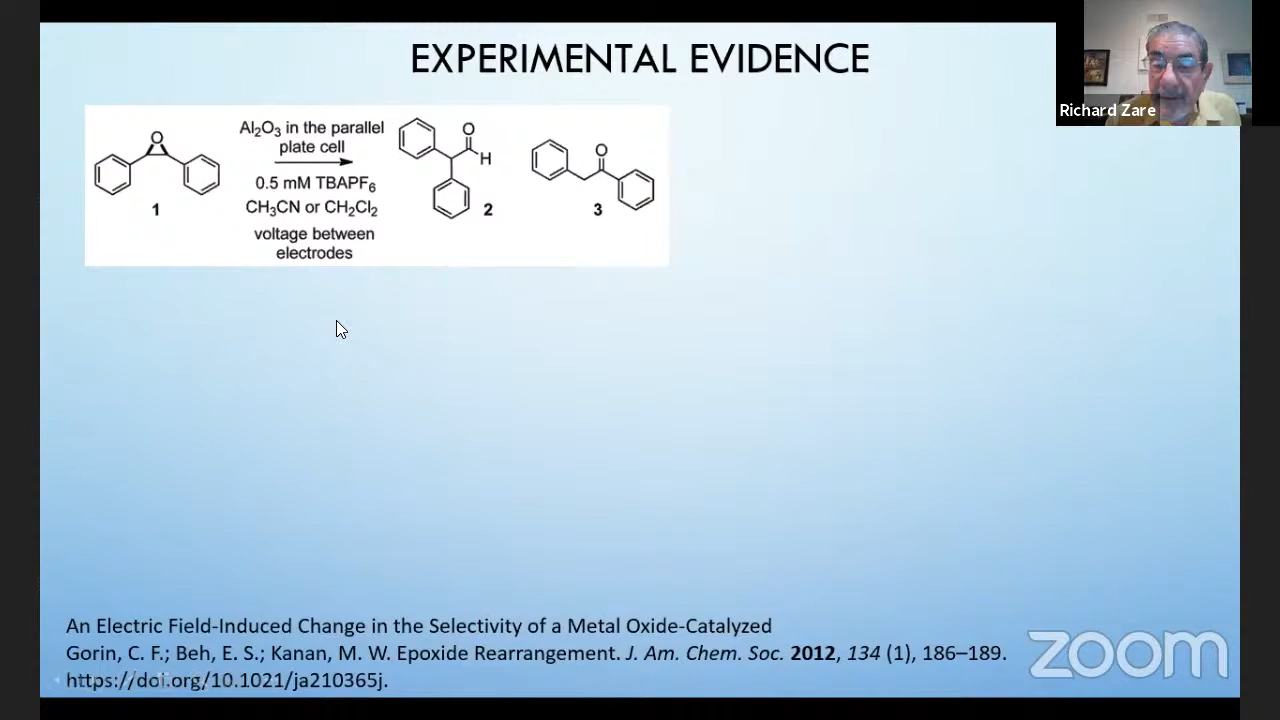 EXPERIMENTAL EVIDENCE
Richard Zare
Al₂O₃ in the parallel
plate cell
0.5 mM TBAPF₆
CH₃CN or CH₂Cl₂
voltage between
electrodes
O
1
O
H
2
O
3
An Electric Field-Induced Change in the Selectivity of a Metal Oxide-Catalyzed
Gorin, C. F.; Beh, E. S.; Kanan, M. W. Epoxide Rearrangement. J. Am. Chem. Soc. 2012, 134 (1), 186–189.
https://doi.org/10.1021/ja210365j.
zoom